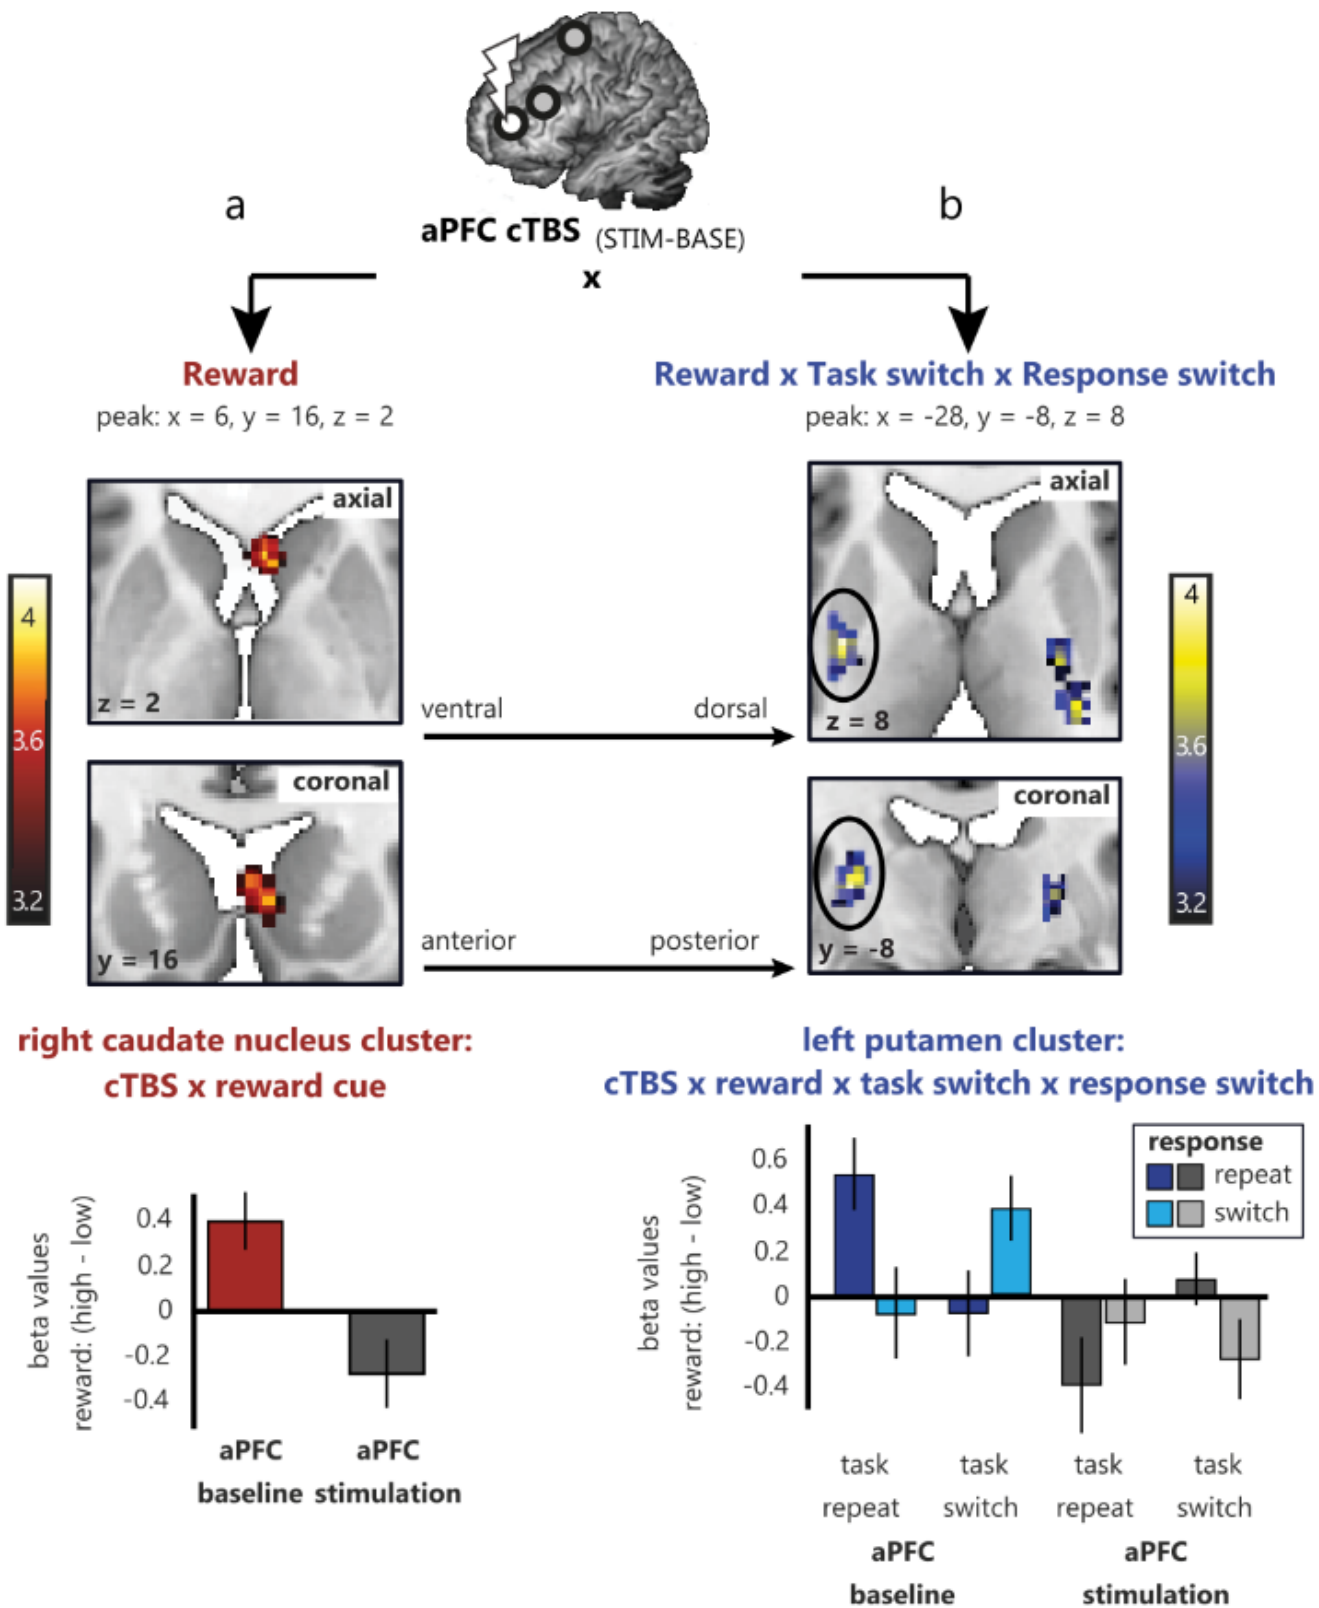 a
b
aPFC cTBS (STIM-BASE)
x
Reward
peak: x = 6, y = 16, z = 2
Reward x Task switch x Response switch
peak: x = -28, y = -8, z = 8
axial
z = 2
4
3.6
3.2
coronal
y = 16
ventral
dorsal
anterior
posterior
axial
z = 8
coronal
y = -8
4
3.6
3.2
right caudate nucleus cluster:
cTBS x reward cue
left putamen cluster:
cTBS x reward x task switch x response switch
beta values
reward: (high - low)
0.4
0.2
0
-0.2
-0.4
aPFC
baseline
aPFC
stimulation
beta values
reward: (high - low)
0.6
0.4
0.2
0
-0.2
-0.4
response
repeat
switch
task
repeat
task
switch
task
repeat
task
switch
aPFC
baseline
aPFC
stimulation